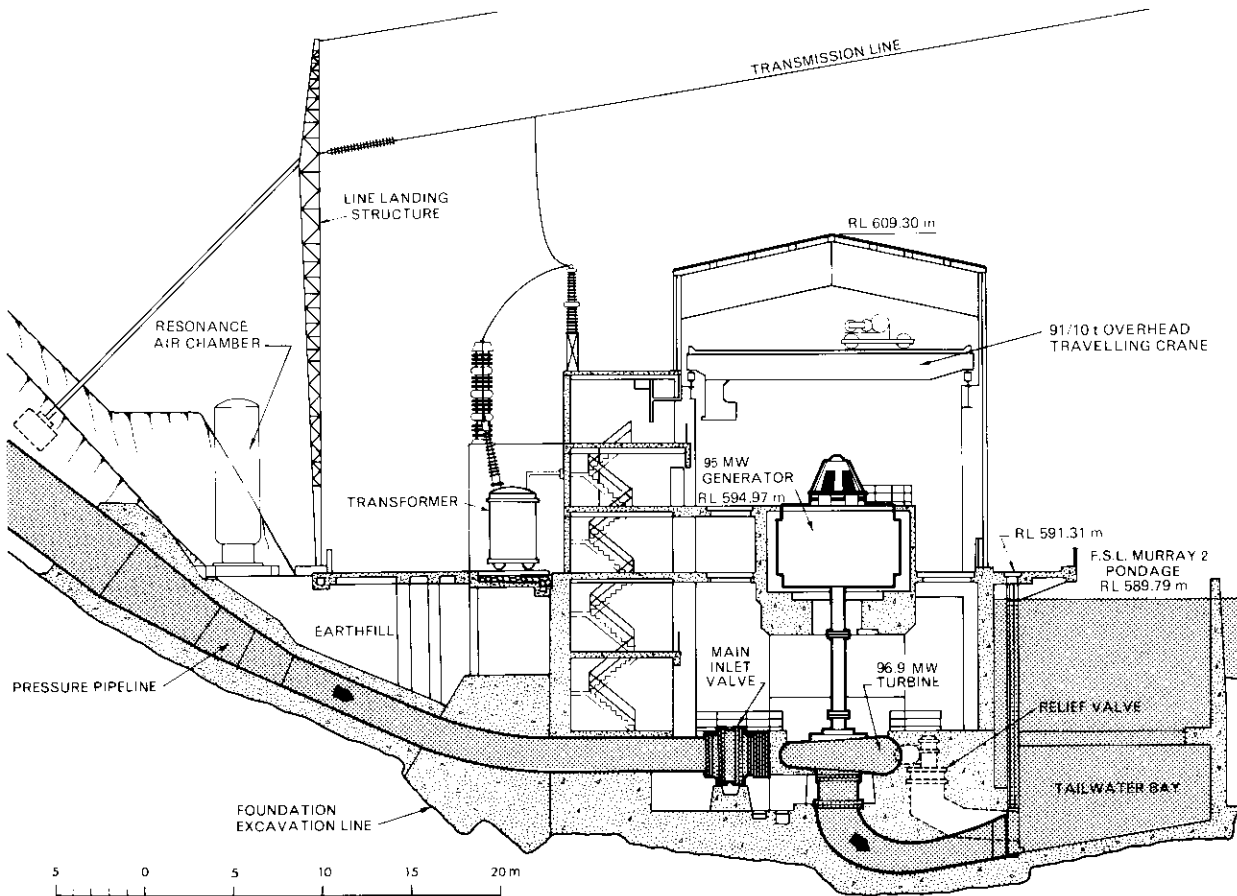 TRANSMISSION LINE
LINE LANDING
STRUCTURE
RL 609.30 m
RESONANCE
AIR CHAMBER
91/10 t OVERHEAD
TRAVELLING CRANE
95 MW
GENERATOR
RL 594.97 m
TRANSFORMER
RL 591.31 m
F.S.L. MURRAY 2
PONDAGE
RL 589.79 m
EARTHFILL
MAIN
INLET
VALVE
96.9 MW
TURBINE
PRESSURE PIPELINE
RELIEF VALVE
TAILWATER BAY
FOUNDATION
EXCAVATION LINE
5 0 5 10 15 20 m